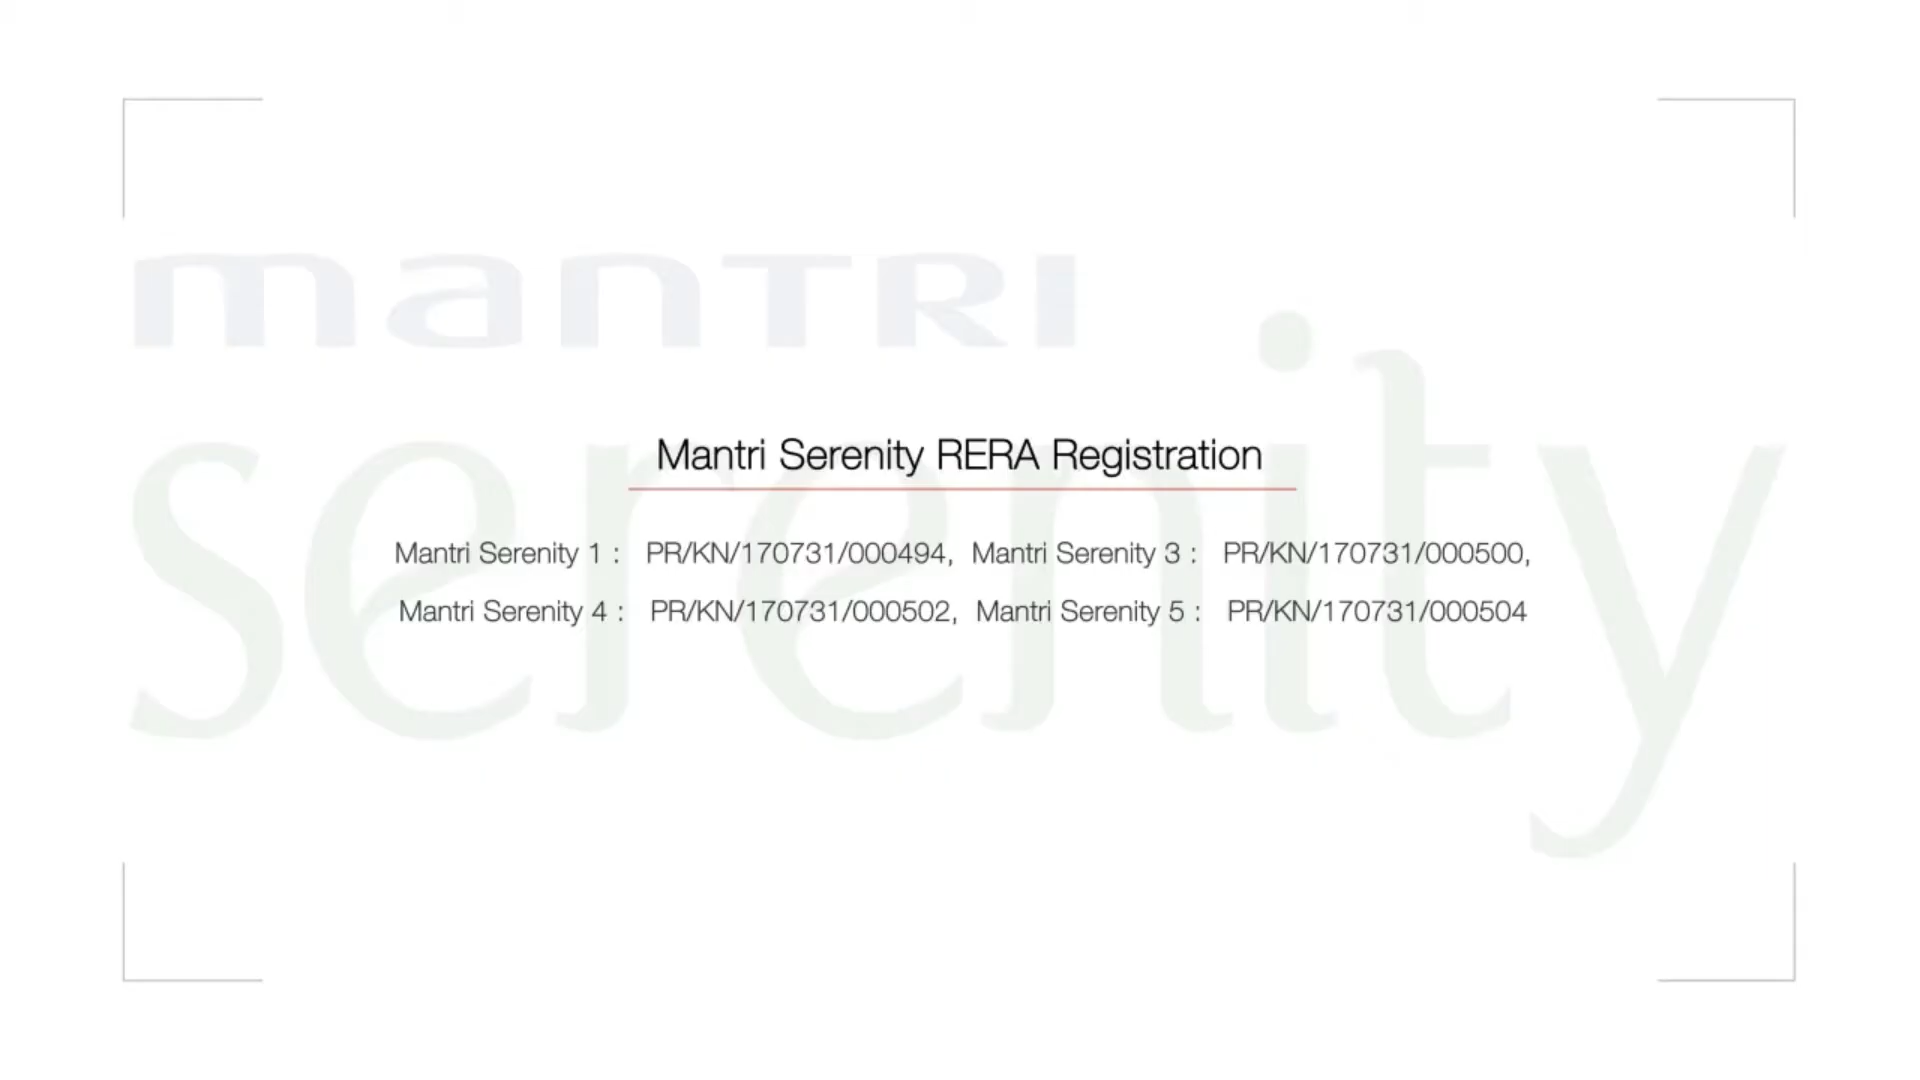 manTRI
serenity
Mantri Serenity RERA Registration
Mantri Serenity 1 : PR/KN/170731/000494, Mantri Serenity 3 : PR/KN/170731/000500,
Mantri Serenity 4 : PR/KN/170731/000502, Mantri Serenity 5 : PR/KN/170731/000504